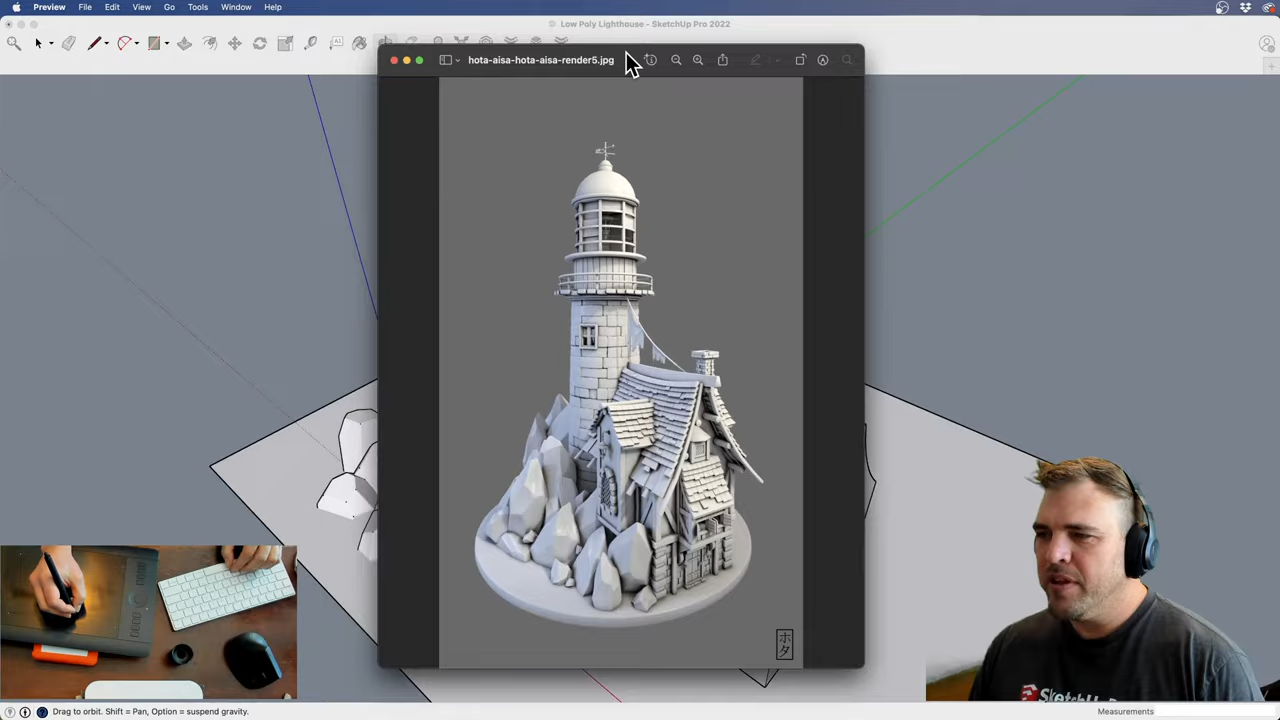 Preview File Edit View Go Tools Window Help
Low Poly Lighthouse - SketchUp Pro 2022
hota-aisa-hota-aisa-render5.jpg
ホタ
Drag to orbit. Shift = Pan, Option = suspend gravity.
Measurements